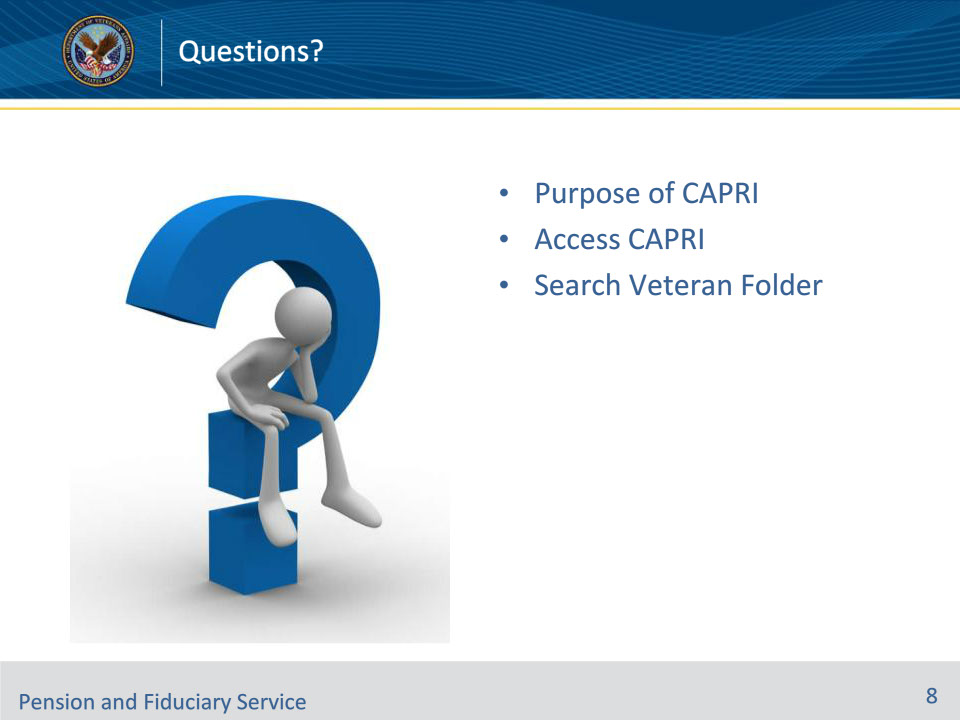 Questions?
• Purpose of CAPRI
• Access CAPRI
• Search Veteran Folder
Pension and Fiduciary Service
8